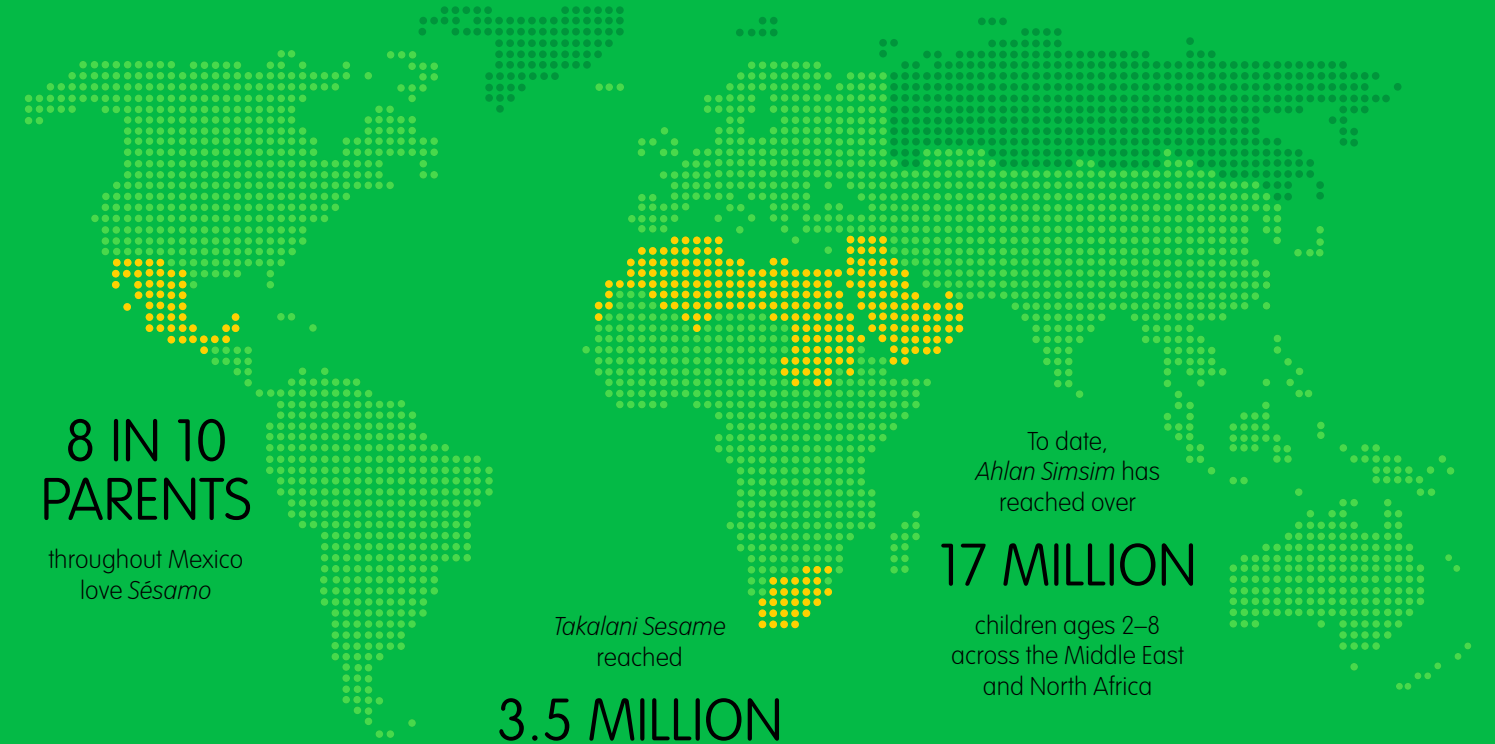 8 IN 10
PARENTS
throughout Mexico
love Sésamo
Takalani Sesame
reached
3.5 MILLION
To date,
Ahlan Simsim has
reached over
17 MILLION
children ages 2–8
across the Middle East
and North Africa